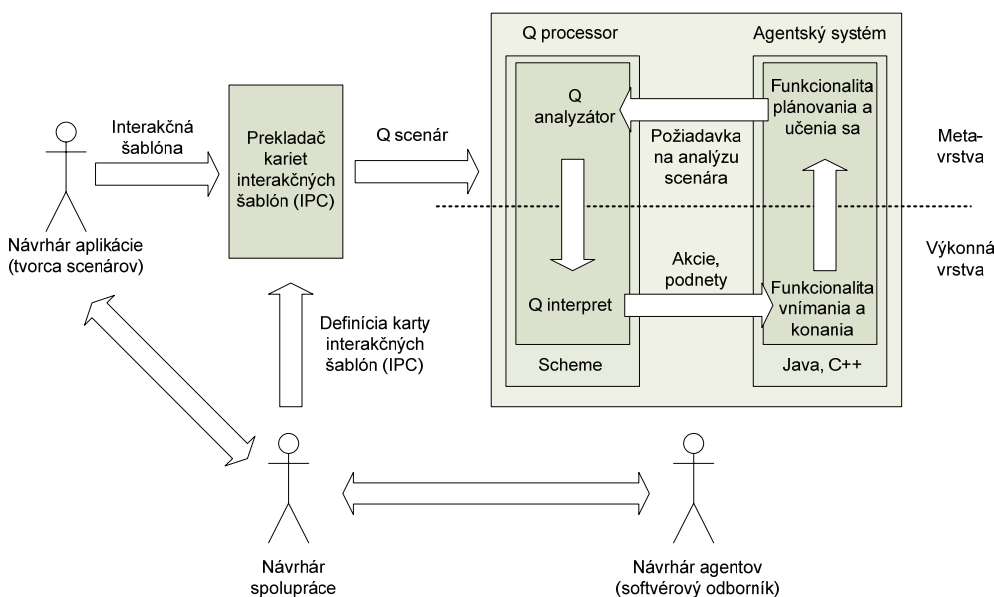 Q processor
Agentský systém
Interakčná
šablóna
Prekladač
kariet
interakčných
šablón (IPC)
Q scenár
Q
analyzátor
Požiadavka
na analýzu
scenára
Funkcionalita
plánovania a
učenia sa
Meta-
vrstva
Návrhár aplikácie
(tvorca scenárov)
Výkonná
vrstva
Akcie,
podnety
Q interpret
Funkcionalita
vnímania a
konania
Definícia karty
interakčných
šablón (IPC)
Scheme
Java, C++
Návrhár
spolupráce
Návrhár agentov
(softvérový odborník)